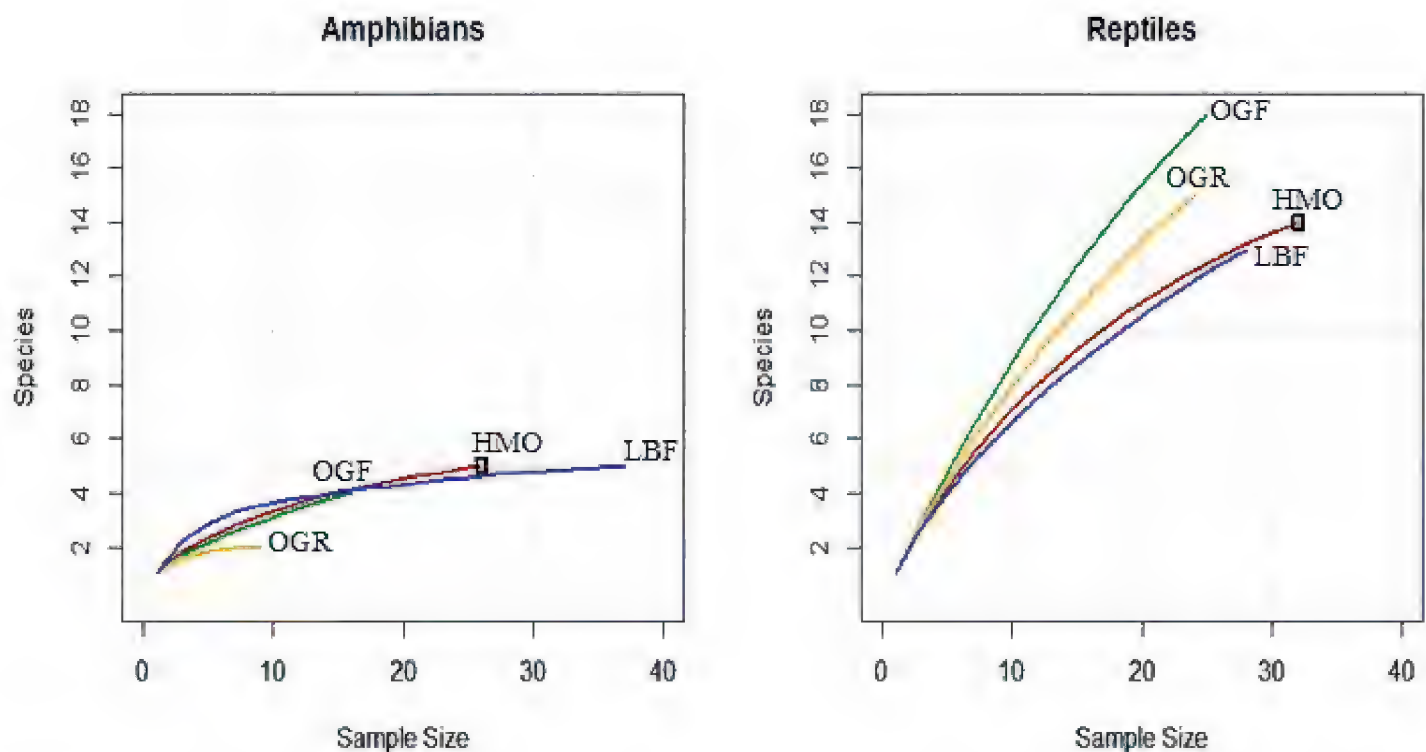 Amphibians
Species
2 4 6 8 10 12 14 16 18
OGF
HMO
LBF
OGR
0 10 20 30 40
Sample Size
Reptiles
Species
2 4 6 8 10 12 14 16 18
OGF
OGR
HMO
LBF
0 10 20 30 40
Sample Size